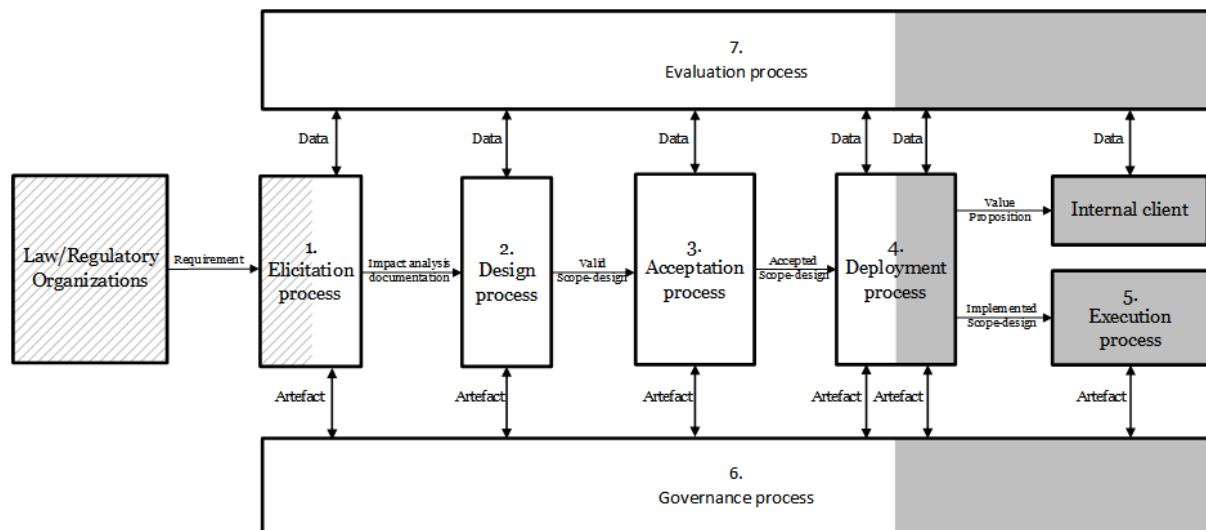 7.
Evaluation process
Data
Data
Data
Data
Data
Data
Law/Regulatory
Organizations
Requirement
1.
Elicitation
process
Impact analysis
documentation
2.
Design
process
Valid
Scope-design
3.
Acceptation
process
Accepted
Scope-design
4.
Deployment
process
Value
Proposition
Internal client
Implemented
Scope-design
5.
Execution
process
Artefact
Artefact
Artefact
Artefact
Artefact
Artefact
6.
Governance process